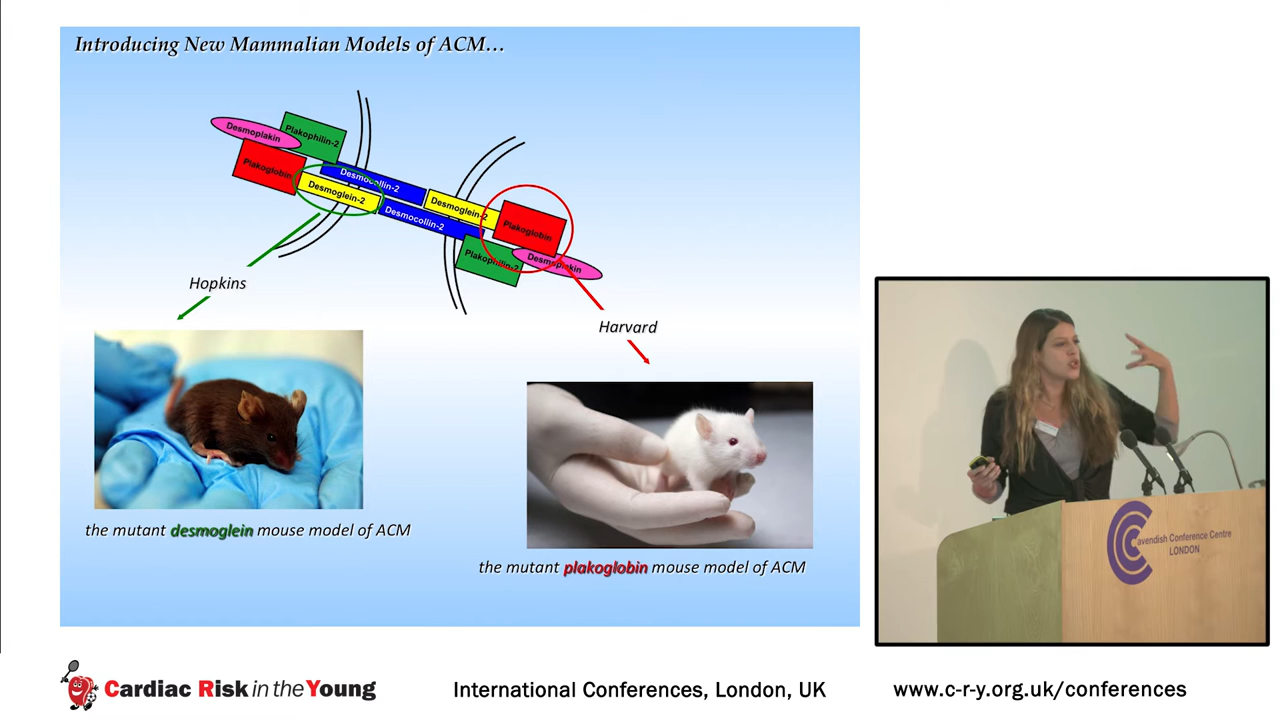 Introducing New Mammalian Models of ACM…
Desmoplakin
Plakophilin-2
Plakoglobin
Desmocollin-2
Desmoglein-2
Desmoglein-2
Desmocollin-2
Plakoglobin
Plakophilin-2
Desmoplakin
Hopkins
Harvard
the mutant desmoglein mouse model of ACM
the mutant plakoglobin mouse model of ACM
Cavendish Conference Centre
LONDON
Cardiac Risk in the Young
International Conferences, London, UK
www.c-r-y.org.uk/conferences